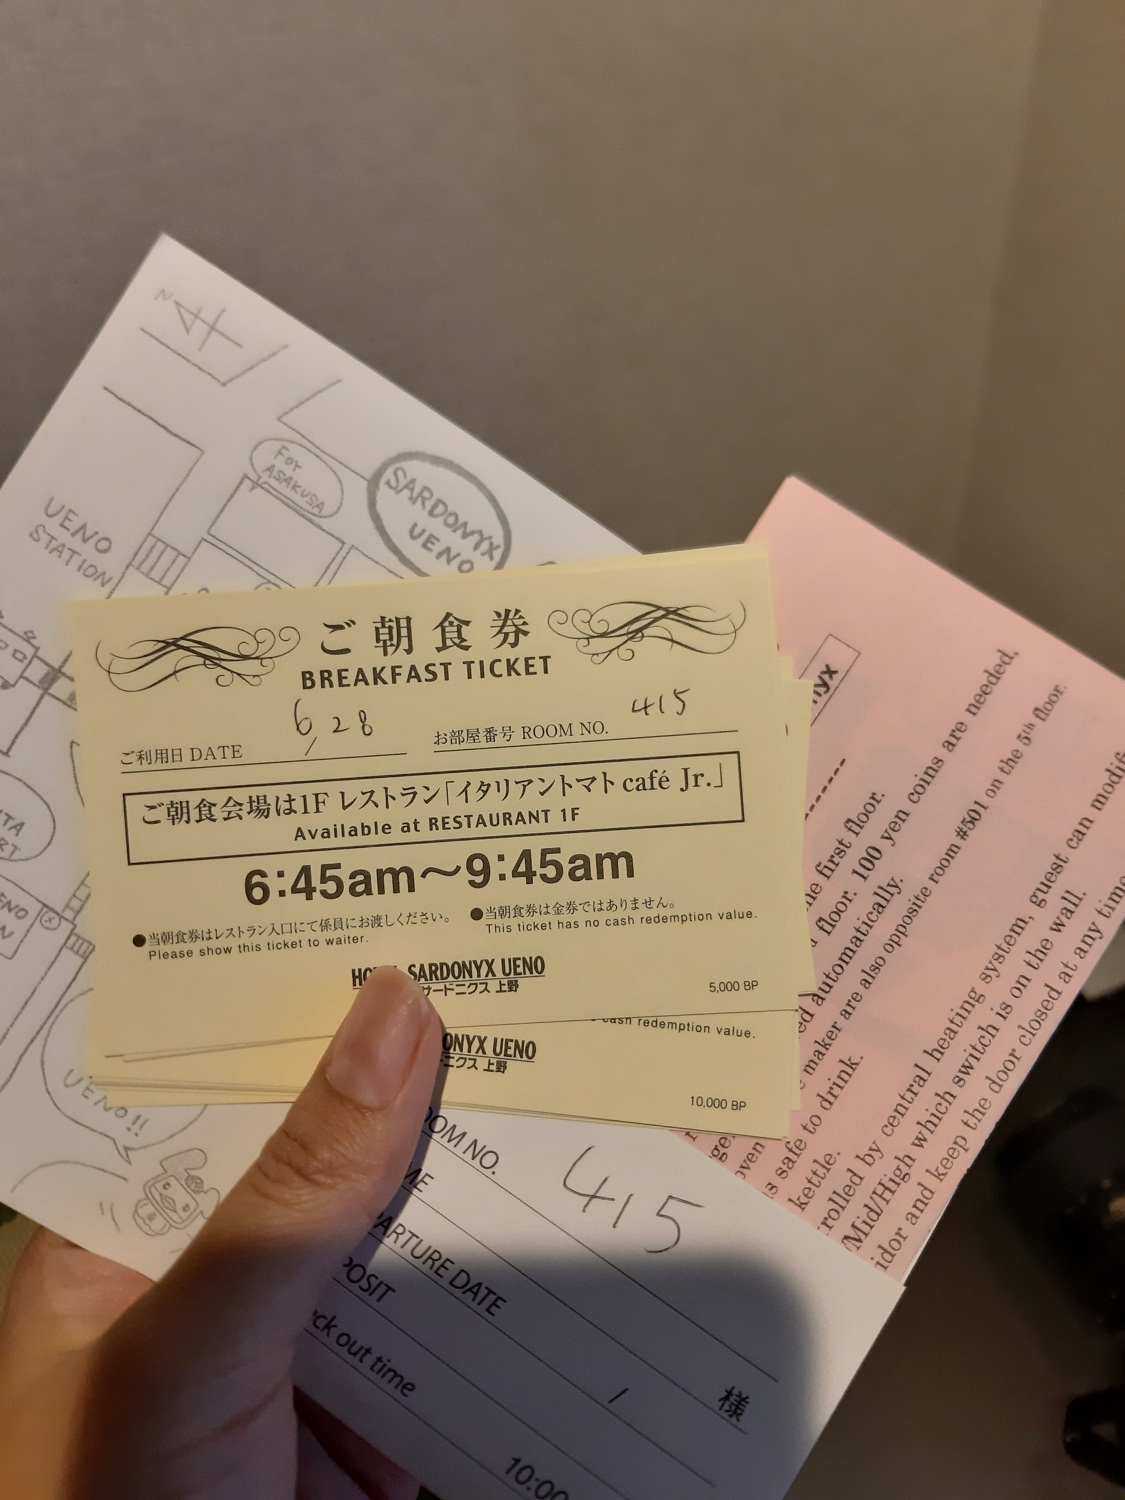 N
UENO
STATION
For
ASAKUSA
SARDONYX
UENO
ご朝食券
BREAKFAST TICKET
ご利用日 DATE 6/28
お部屋番号 ROOM NO. 415
ご朝食会場は1F レストラン「イタリアントマト café Jr.」
Available at RESTAURANT 1F
6:45am～9:45am
●当朝食券はレストラン入口にて係員にお渡しください。
Please show this ticket to waiter.
●当朝食券は金券ではありません。
This ticket has no cash redemption value.
SARDONYX UENO
サードニクス 上野
5,000 BP
cash redemption value.
ONYX UENO
ドニクス 上野
10,000 BP
UENO!!
OOM NO. 415
ME 様
PARTURE DATE /
POSIT
ck out time 10:00
nyx
he first floor.
floor. 100 yen coins are needed.
ed automatically.
maker are also opposite room #501 on the 5th floor.
s safe to drink.
kettle.
rolled by central heating system, guest can modif
/Mid/High which switch is on the wall.
idor and keep the door closed at any time